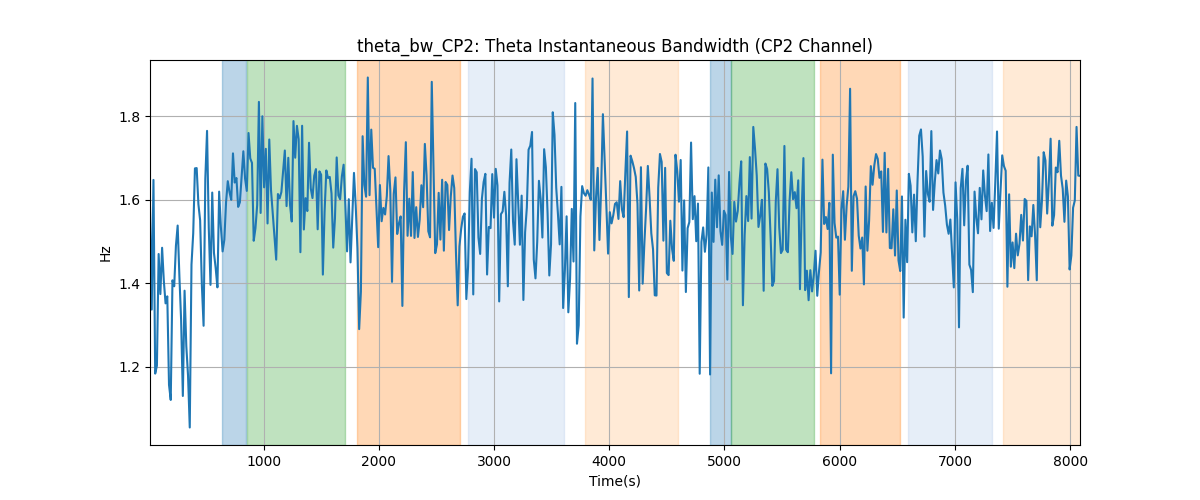 theta_bw_CP2: Theta Instantaneous Bandwidth (CP2 Channel)
1.8
1.6
1.4
1.2
Hz
1000 2000 3000 4000 5000 6000 7000 8000
Time(s)